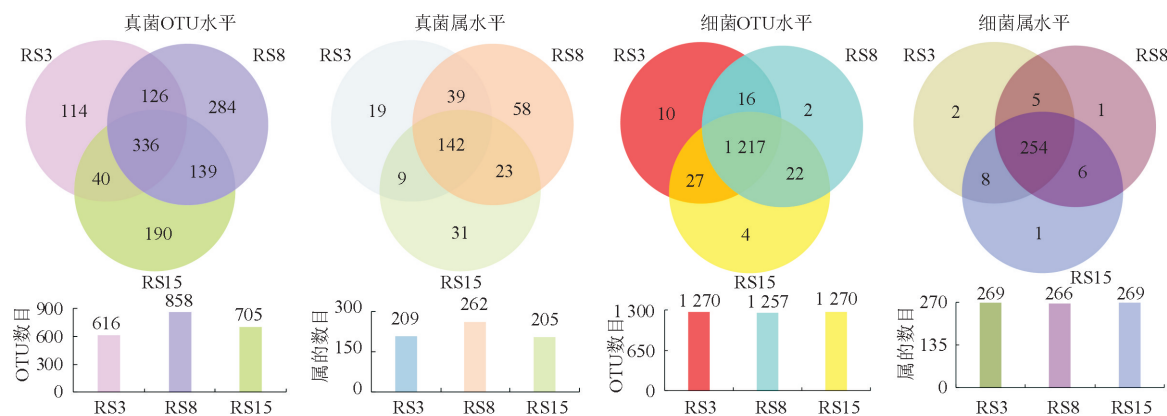 真菌OTU水平
RS3
RS8
114
126
284
336
40
139
190
RS15
OTU数目
900
600
300
0
616
858
705
RS3
RS8
RS15
真菌属水平
RS3
RS8
19
39
58
142
9
23
31
RS15
属的数目
300
150
0
209
262
205
RS3
RS8
RS15
细菌OTU水平
RS3
RS8
10
16
2
1 217
27
22
4
RS15
OTU数目
1 300
650
0
1 270
1 257
1 270
RS3
RS8
RS15
细菌属水平
RS3
RS8
2
5
1
254
8
6
1
RS15
属的数目
270
135
0
269
266
269
RS3
RS8
RS15